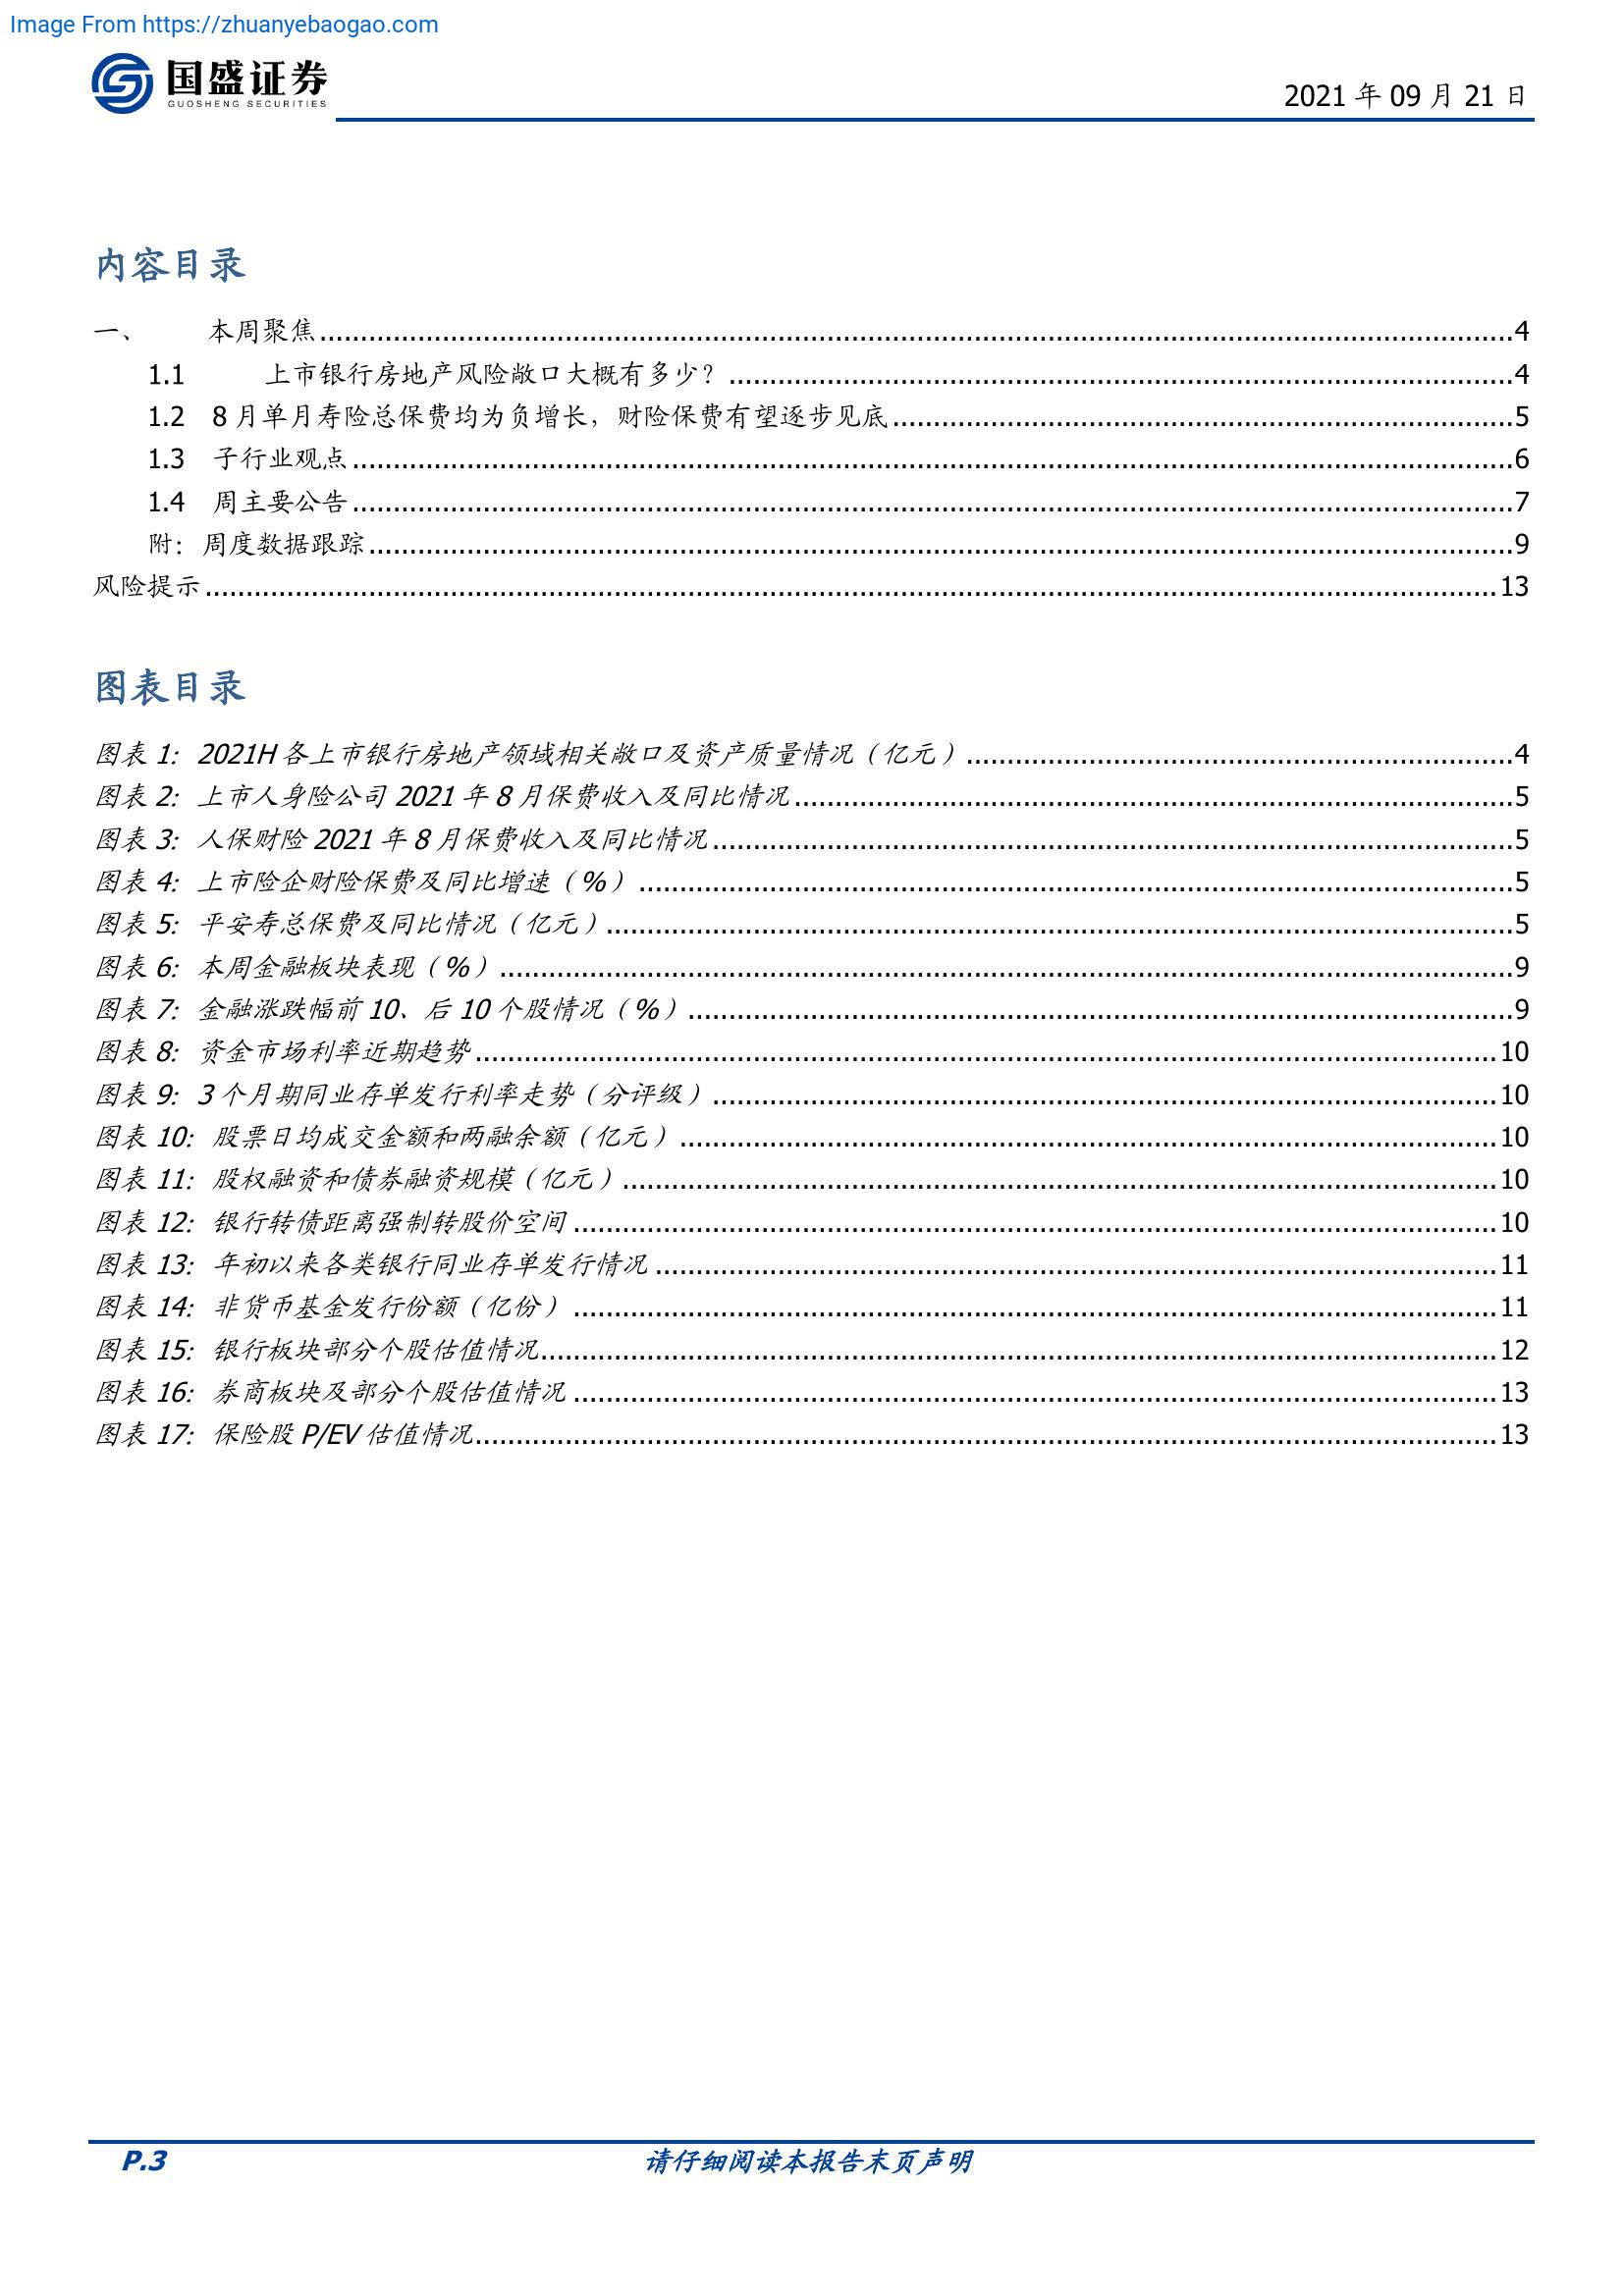 Image From https://zhuanyebaogao.com
国盛证券
GUOSHENG SECURITIES
2021 年 09 月 21 日
内容目录
一、 本周聚焦 4
1.1 上市银行房地产风险敞口大概有多少？ 4
1.2 8 月单月寿险总保费均为负增长，财险保费有望逐步见底 5
1.3 子行业观点 6
1.4 周主要公告 7
附：周度数据跟踪 9
风险提示 13
图表目录
图表 1: 2021H 各上市银行房地产领域相关敞口及资产质量情况（亿元） 4
图表 2: 上市人身险公司 2021 年 8 月保费收入及同比情况 5
图表 3: 人保财险 2021 年 8 月保费收入及同比情况 5
图表 4: 上市险企财险保费及同比增速（%） 5
图表 5: 平安寿总保费及同比情况（亿元） 5
图表 6: 本周金融板块表现（%） 9
图表 7: 金融涨跌幅前 10、后 10 个股情况（%） 9
图表 8: 资金市场利率近期趋势 10
图表 9: 3 个月期同业存单发行利率走势（分评级） 10
图表 10: 股票日均成交金额和两融余额（亿元） 10
图表 11: 股权融资和债券融资规模（亿元） 10
图表 12: 银行转债距离强制转股价空间 10
图表 13: 年初以来各类银行同业存单发行情况 11
图表 14: 非货币基金发行份额（亿份） 11
图表 15: 银行板块部分个股估值情况 12
图表 16: 券商板块及部分个股估值情况 13
图表 17: 保险股 P/EV 估值情况 13
P.3 请仔细阅读本报告末页声明